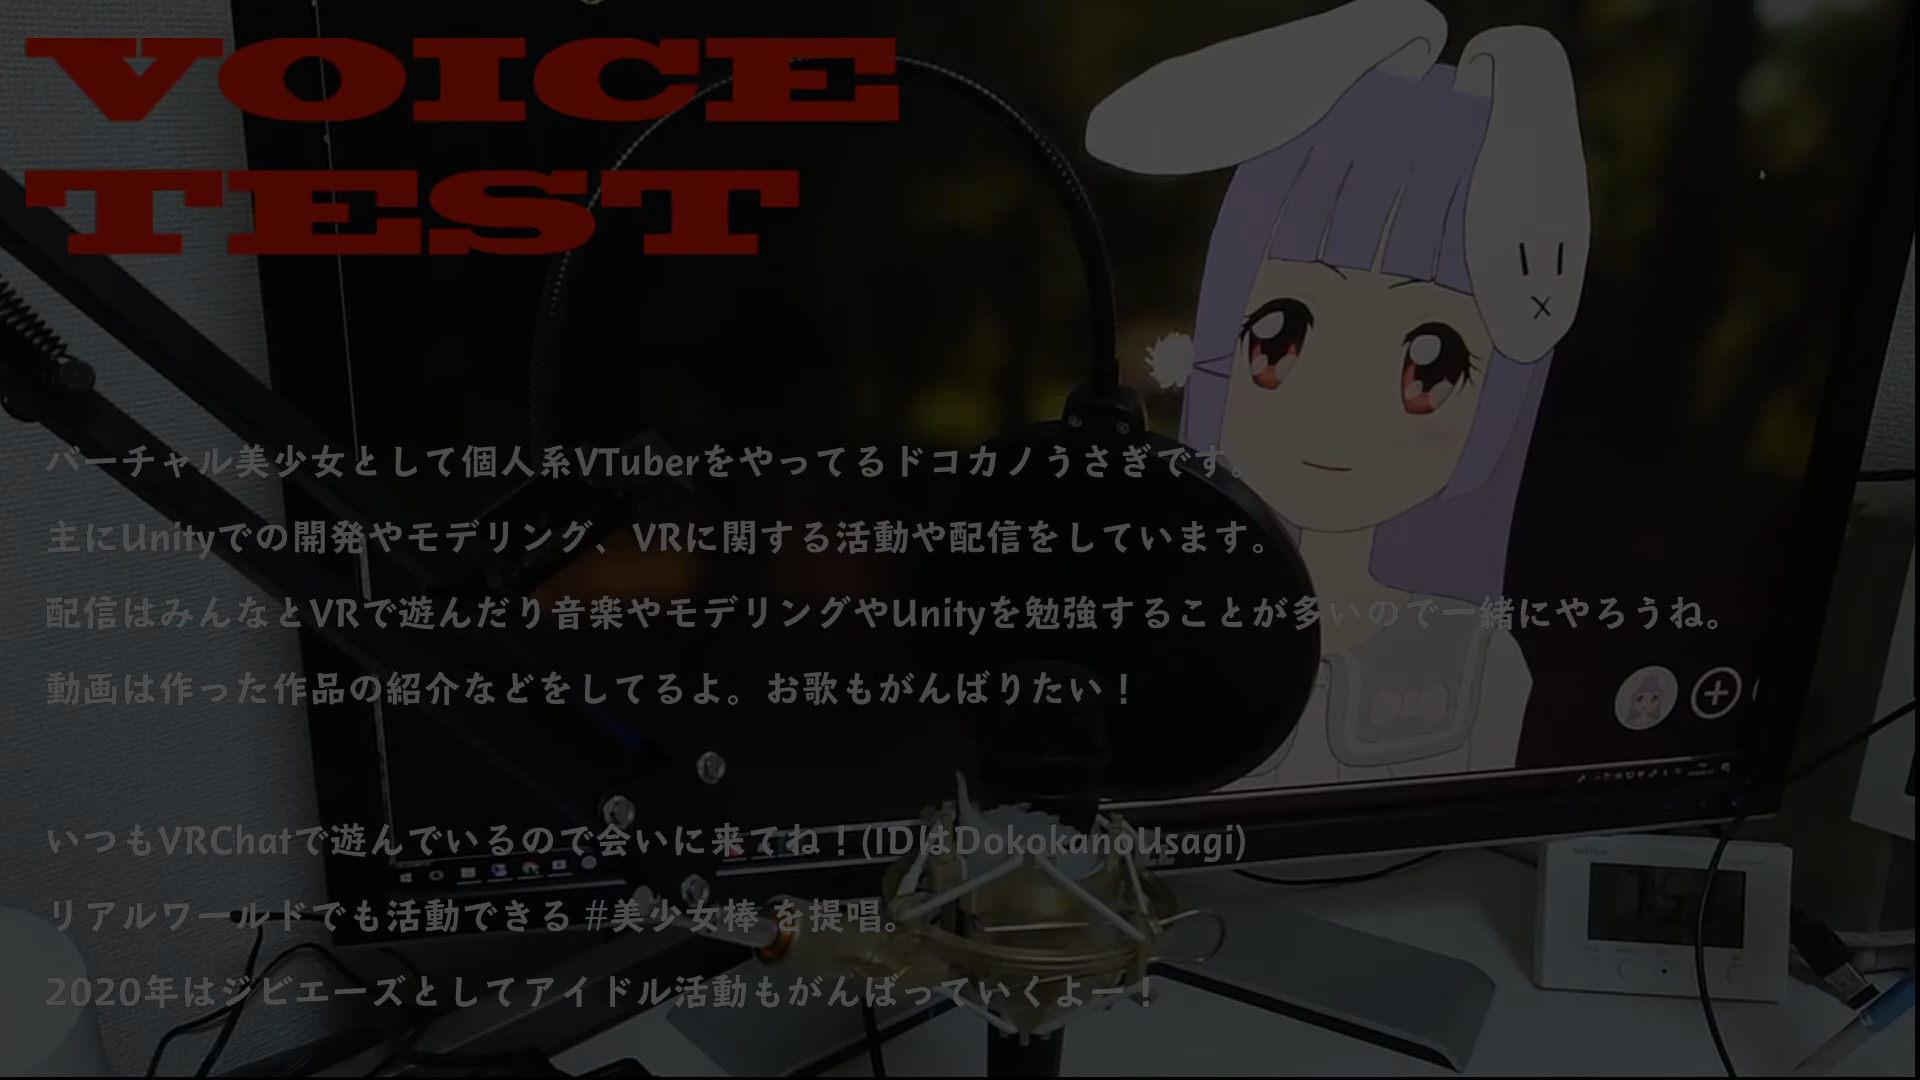 VOICE
TEST
バーチャル美少女として個人系VTuberをやってるドコカノうさぎです。
主にUnityでの開発やモデリング、VRに関する活動や配信をしています。
配信はみんなとVRで遊んだり音楽やモデリングやUnityを勉強することが多いので一緒にやろうね。
動画は作った作品の紹介などをしてるよ。お歌もがんばりたい！
いつもVRChatで遊んでいるので会いに来てね！(IDはDokokanoUsagi)
リアルワールドでも活動できる #美少女棒 を提唱。
2020年はジビエーズとしてアイドル活動もがんばっていくよー！